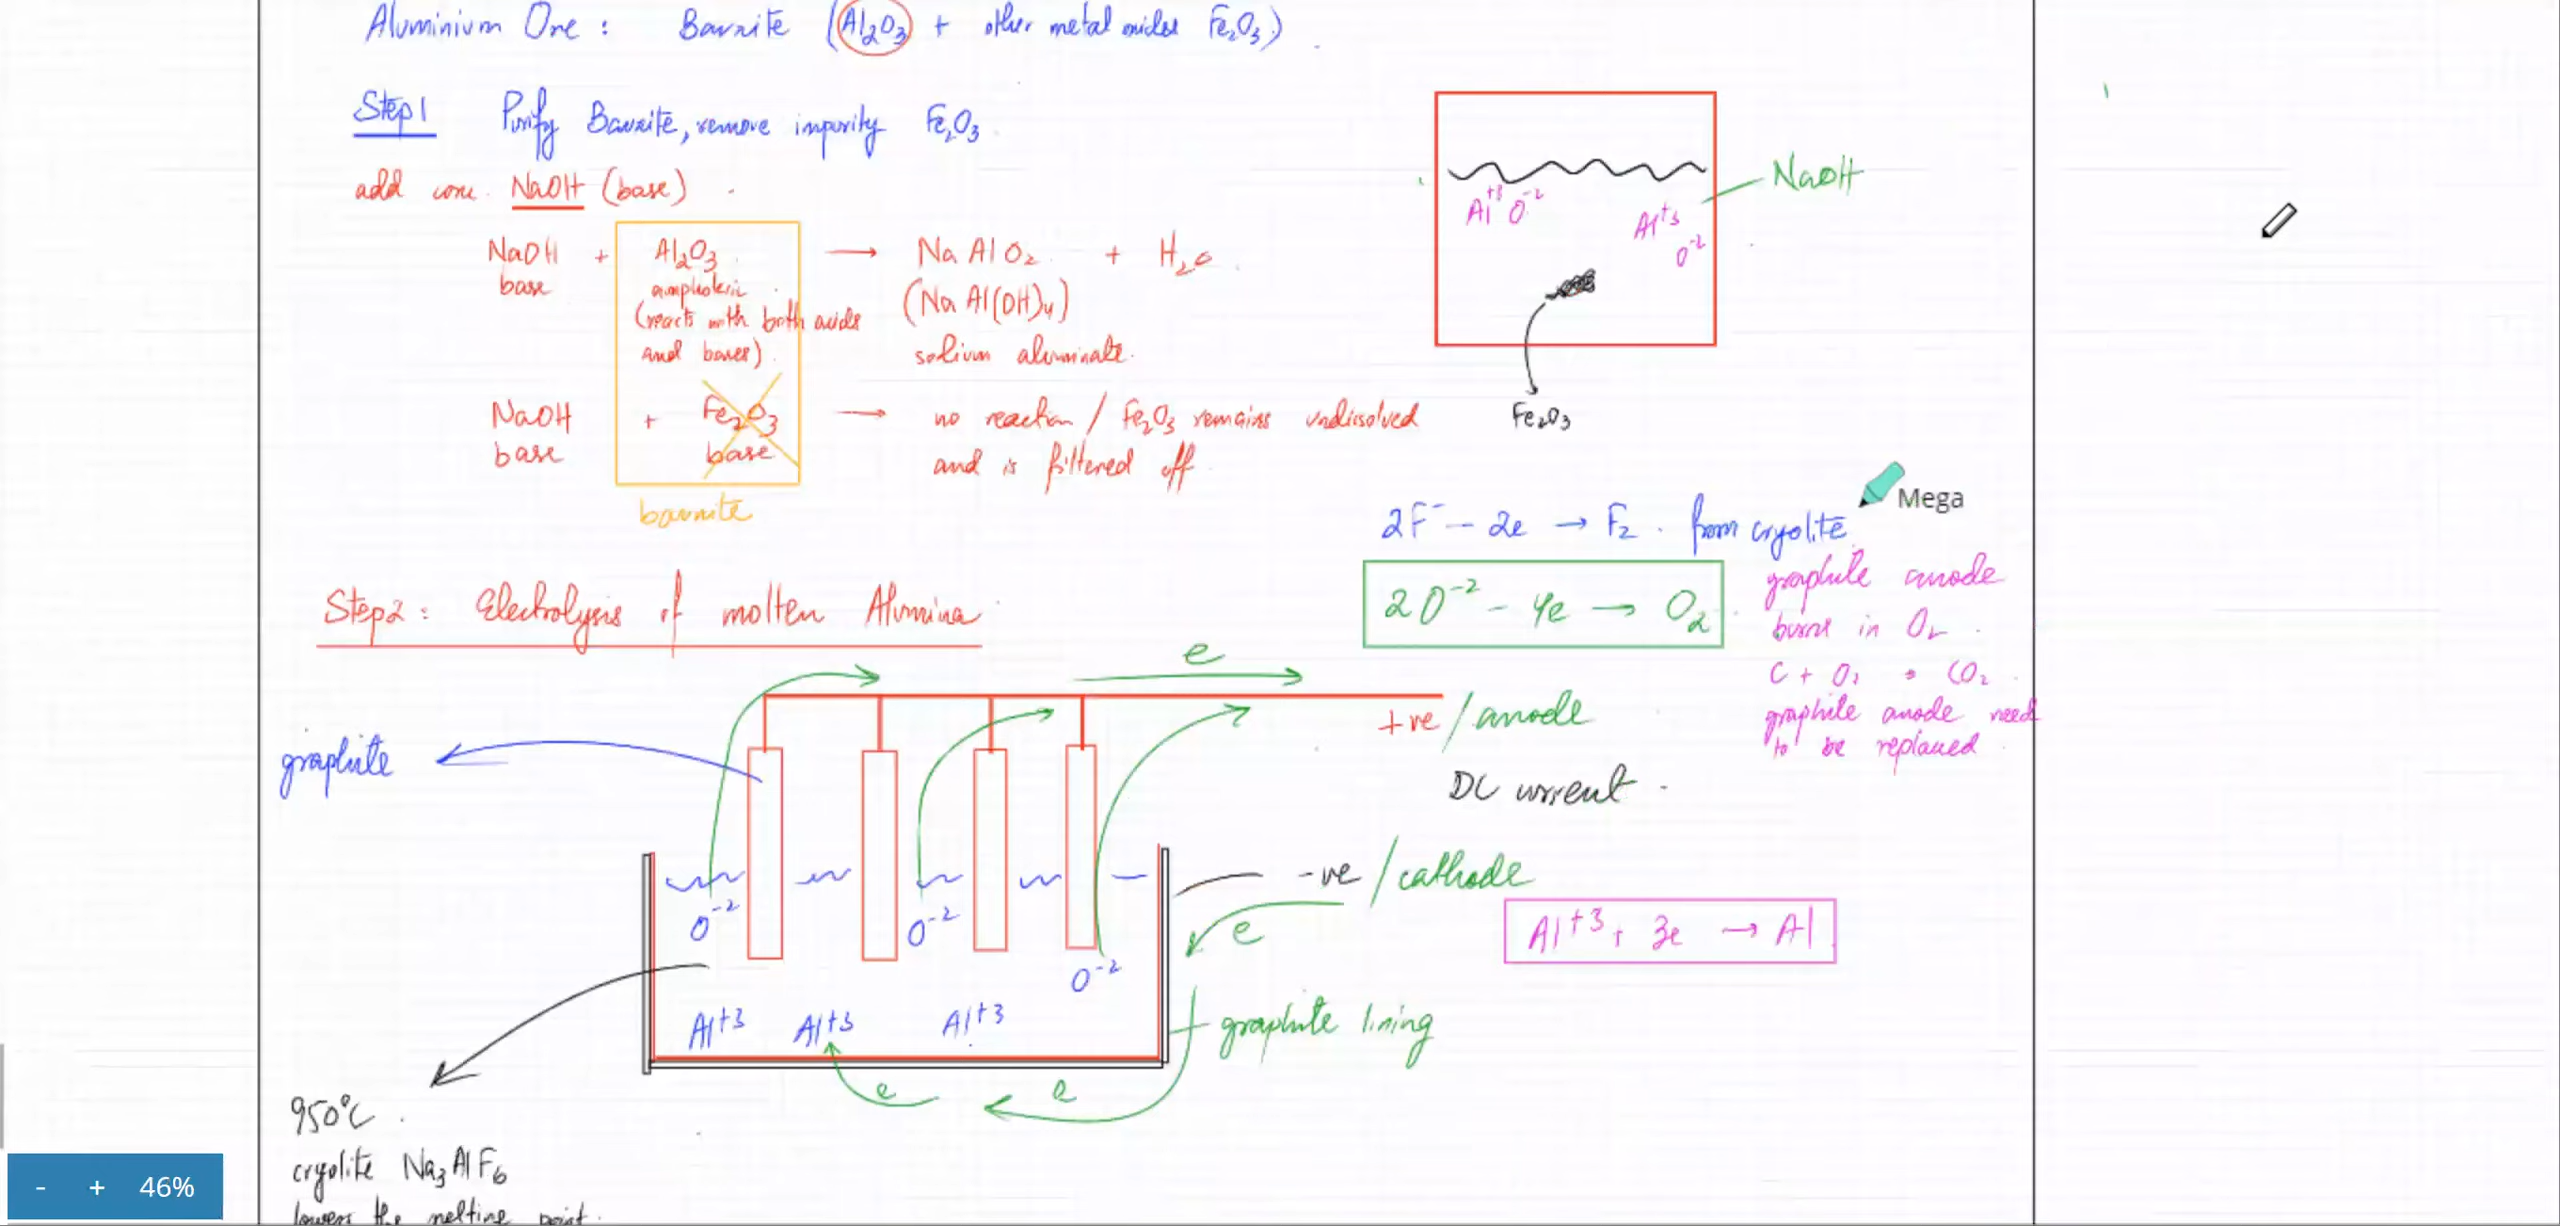 Aluminium Ore : Bauxite (Al₂O₃ + other metal oxides Fe₂O₃)
Step 1 Purify Bauxite, remove impurity Fe₂O₃
add conc. NaOH (base)
NaOH + Al₂O₃ → NaAlO₂ + H₂O
base amphoteric (NaAl(OH)₄)
(reacts with both acids
and bases) sodium aluminate.
NaOH + Fe₂O₃ → no reaction / Fe₂O₃ remains undissolved
base base and is filtered off
bauxite
NaOH
Al⁺³ O⁻²
Al⁺³
O⁻²
Fe₂O₃
Mega
2F⁻ - 2e → F₂ . from cryolite
2O⁻² - 4e → O₂
graphite anode
burns in O₂ .
C + O₂ → CO₂ .
graphite anode need
to be replaced
Step 2 : Electrolysis of molten Alumina
e
+ve / anode
graphite
DC current .
-ve / cathode
e
Al⁺³ + 3e → Al
O⁻² O⁻² O⁻²
Al⁺³ Al⁺³ Al⁺³
graphite lining
e e
950°C .
cryolite Na₃AlF₆
lowers the melting point .
- + 46%